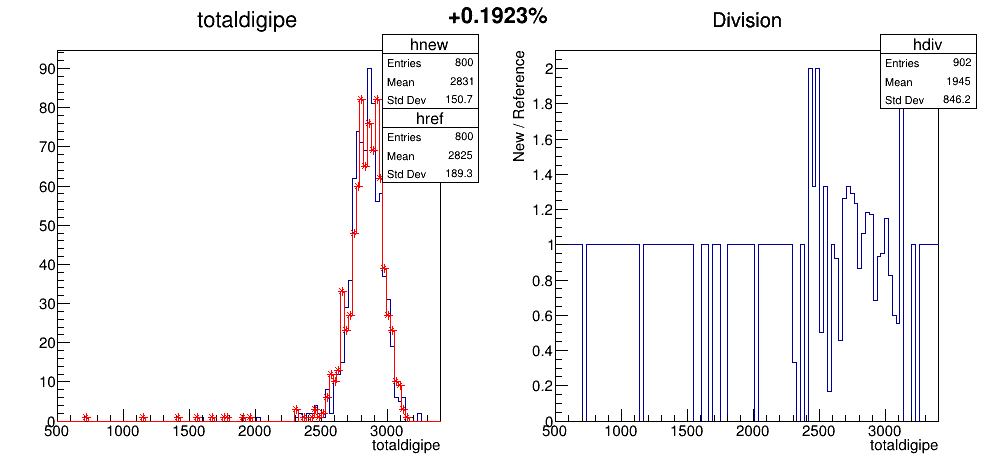 +0.1923%
totaldigipe
hnew
Entries 800
Mean 2831
Std Dev 150.7
href
Entries 800
Mean 2825
Std Dev 189.3
90
80
70
60
50
40
30
20
10
0
500 1000 1500 2000 2500 3000
totaldigipe
Division
hdiv
Entries 902
Mean 1945
Std Dev 846.2
New / Reference
2
1.8
1.6
1.4
1.2
1
0.8
0.6
0.4
0.2
0
500 1000 1500 2000 2500 3000
totaldigipe